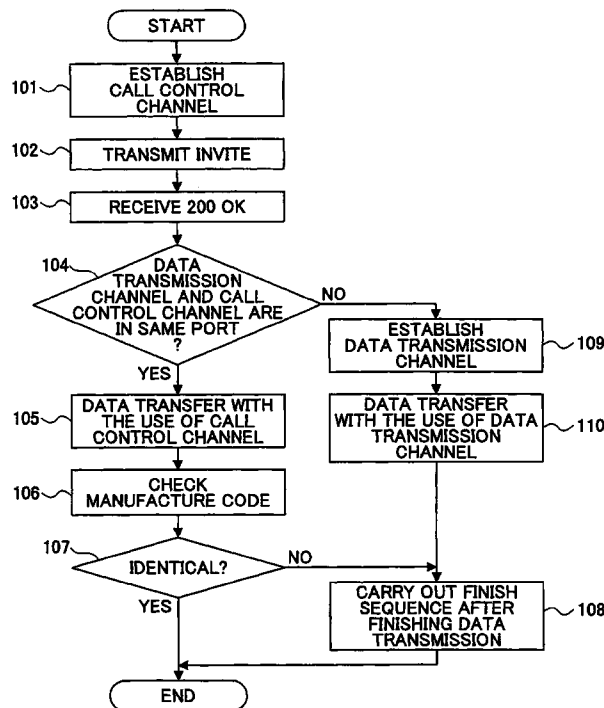 START
101
ESTABLISH
CALL CONTROL
CHANNEL
102
TRANSMIT INVITE
103
RECEIVE 200 OK
104
DATA
TRANSMISSION
CHANNEL AND CALL
CONTROL CHANNEL ARE
IN SAME PORT
?
NO
YES
ESTABLISH
DATA TRANSMISSION
CHANNEL
109
105
DATA TRANSFER WITH
THE USE OF CALL
CONTROL CHANNEL
DATA TRANSFER
WITH THE USE OF DATA
TRANSMISSION
CHANNEL
110
106
CHECK
MANUFACTURE CODE
107
IDENTICAL?
NO
YES
CARRY OUT FINISH
SEQUENCE AFTER
FINISHING DATA
TRANSMISSION
108
END